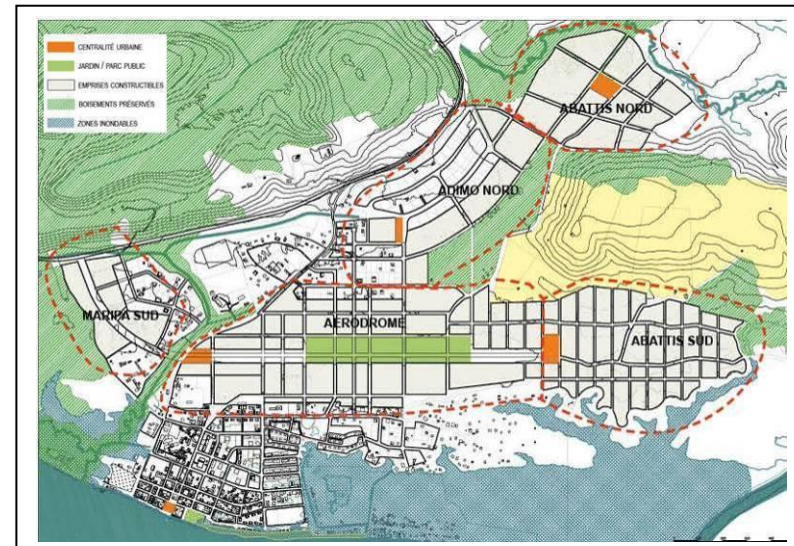 CENTRALITÉ URBAINE
JARDIN / PARC PUBLIC
EMPRISES CONSTRUCTIBLES
BOISEMENTS PRÉSERVÉS
ZONES INONDABLES
ABATTIS NORD
ADIMO NORD
MARIPA SUD
AÉRODROME
ABATTIS SUD